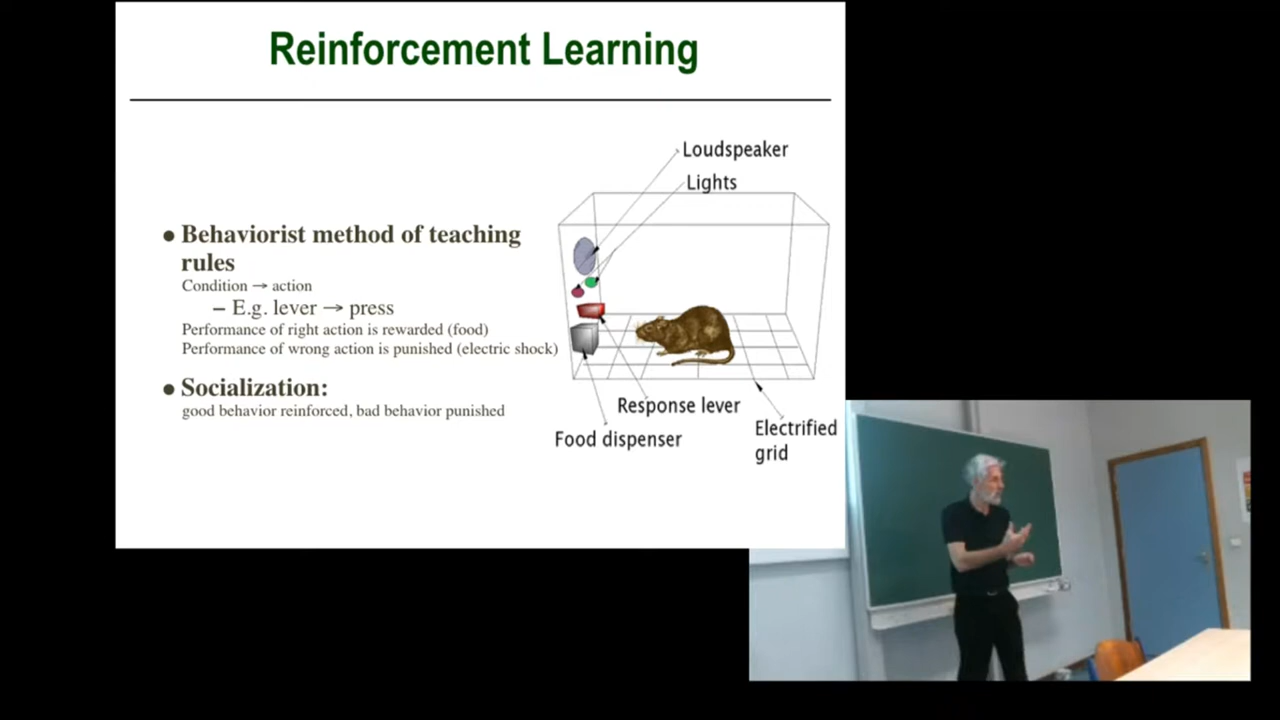 Reinforcement Learning
● Behaviorist method of teaching
rules
Condition → action
– E.g. lever → press
Performance of right action is rewarded (food)
Performance of wrong action is punished (electric shock)
● Socialization:
good behavior reinforced, bad behavior punished
Loudspeaker
Lights
Response lever
Food dispenser
Electrified
grid